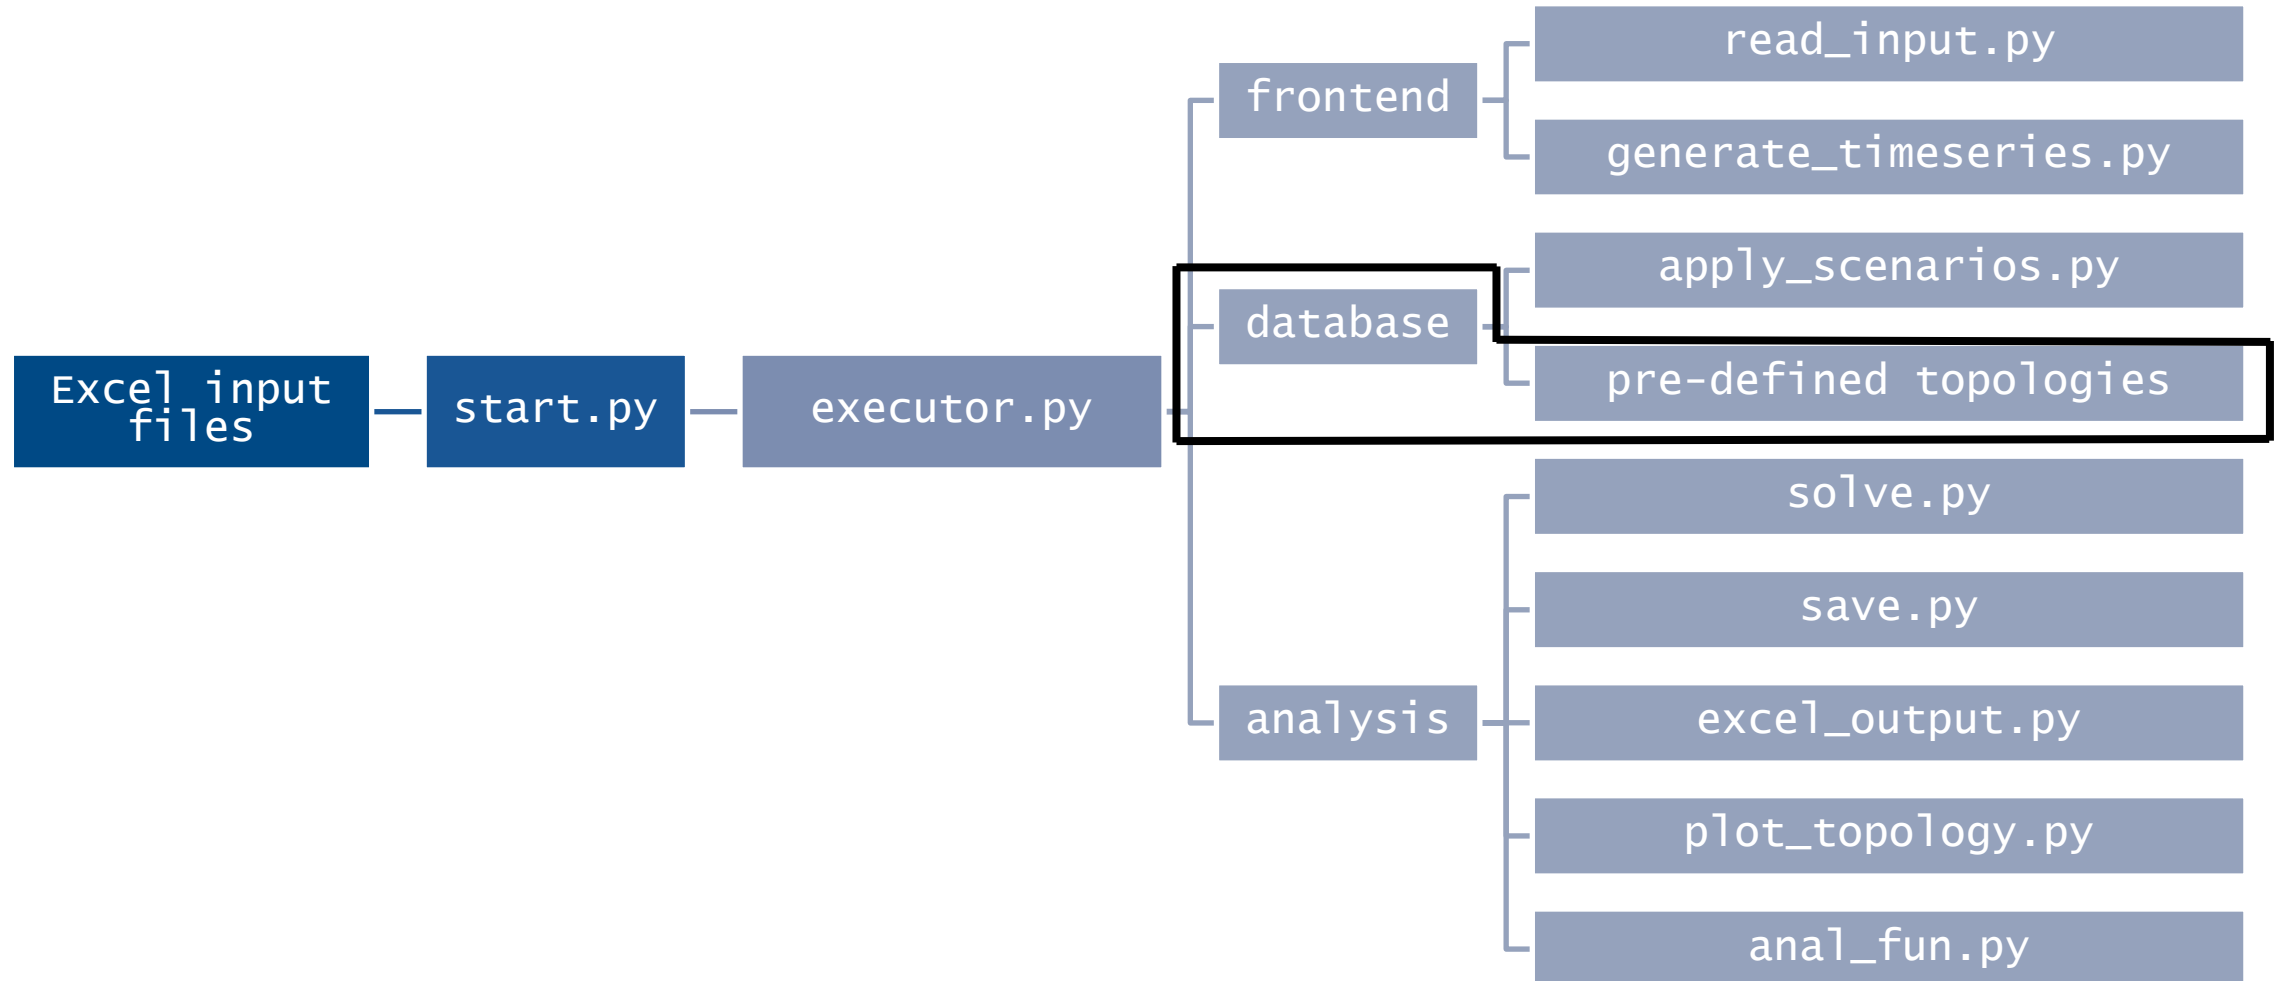 Excel input
files
start.py
executor.py
frontend
read_input.py
generate_timeseries.py
database
apply_scenarios.py
pre-defined topologies
analysis
solve.py
save.py
excel_output.py
plot_topology.py
anal_fun.py